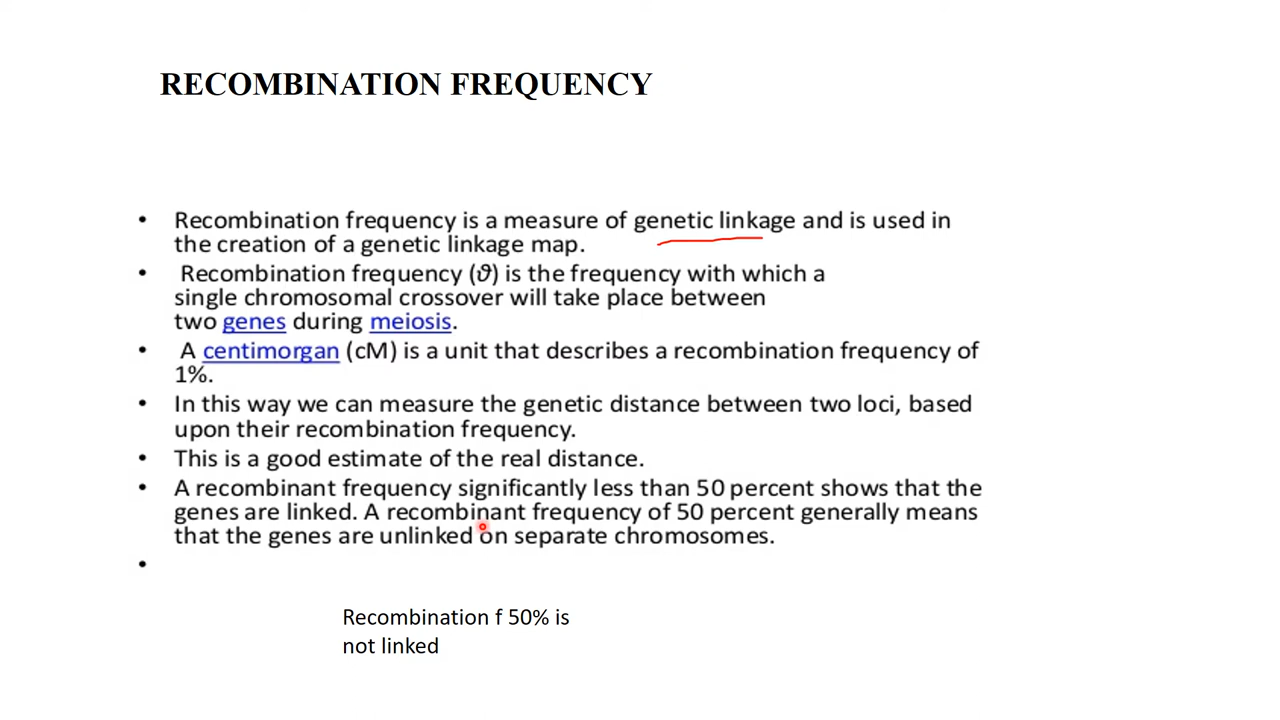 RECOMBINATION FREQUENCY
• Recombination frequency is a measure of genetic linkage and is used in
the creation of a genetic linkage map.
• Recombination frequency (ϑ) is the frequency with which a
single chromosomal crossover will take place between
two genes during meiosis.
• A centimorgan (cM) is a unit that describes a recombination frequency of
1%.
• In this way we can measure the genetic distance between two loci, based
upon their recombination frequency.
• This is a good estimate of the real distance.
• A recombinant frequency significantly less than 50 percent shows that the
genes are linked. A recombinant frequency of 50 percent generally means
that the genes are unlinked on separate chromosomes.
•
Recombination f 50% is
not linked